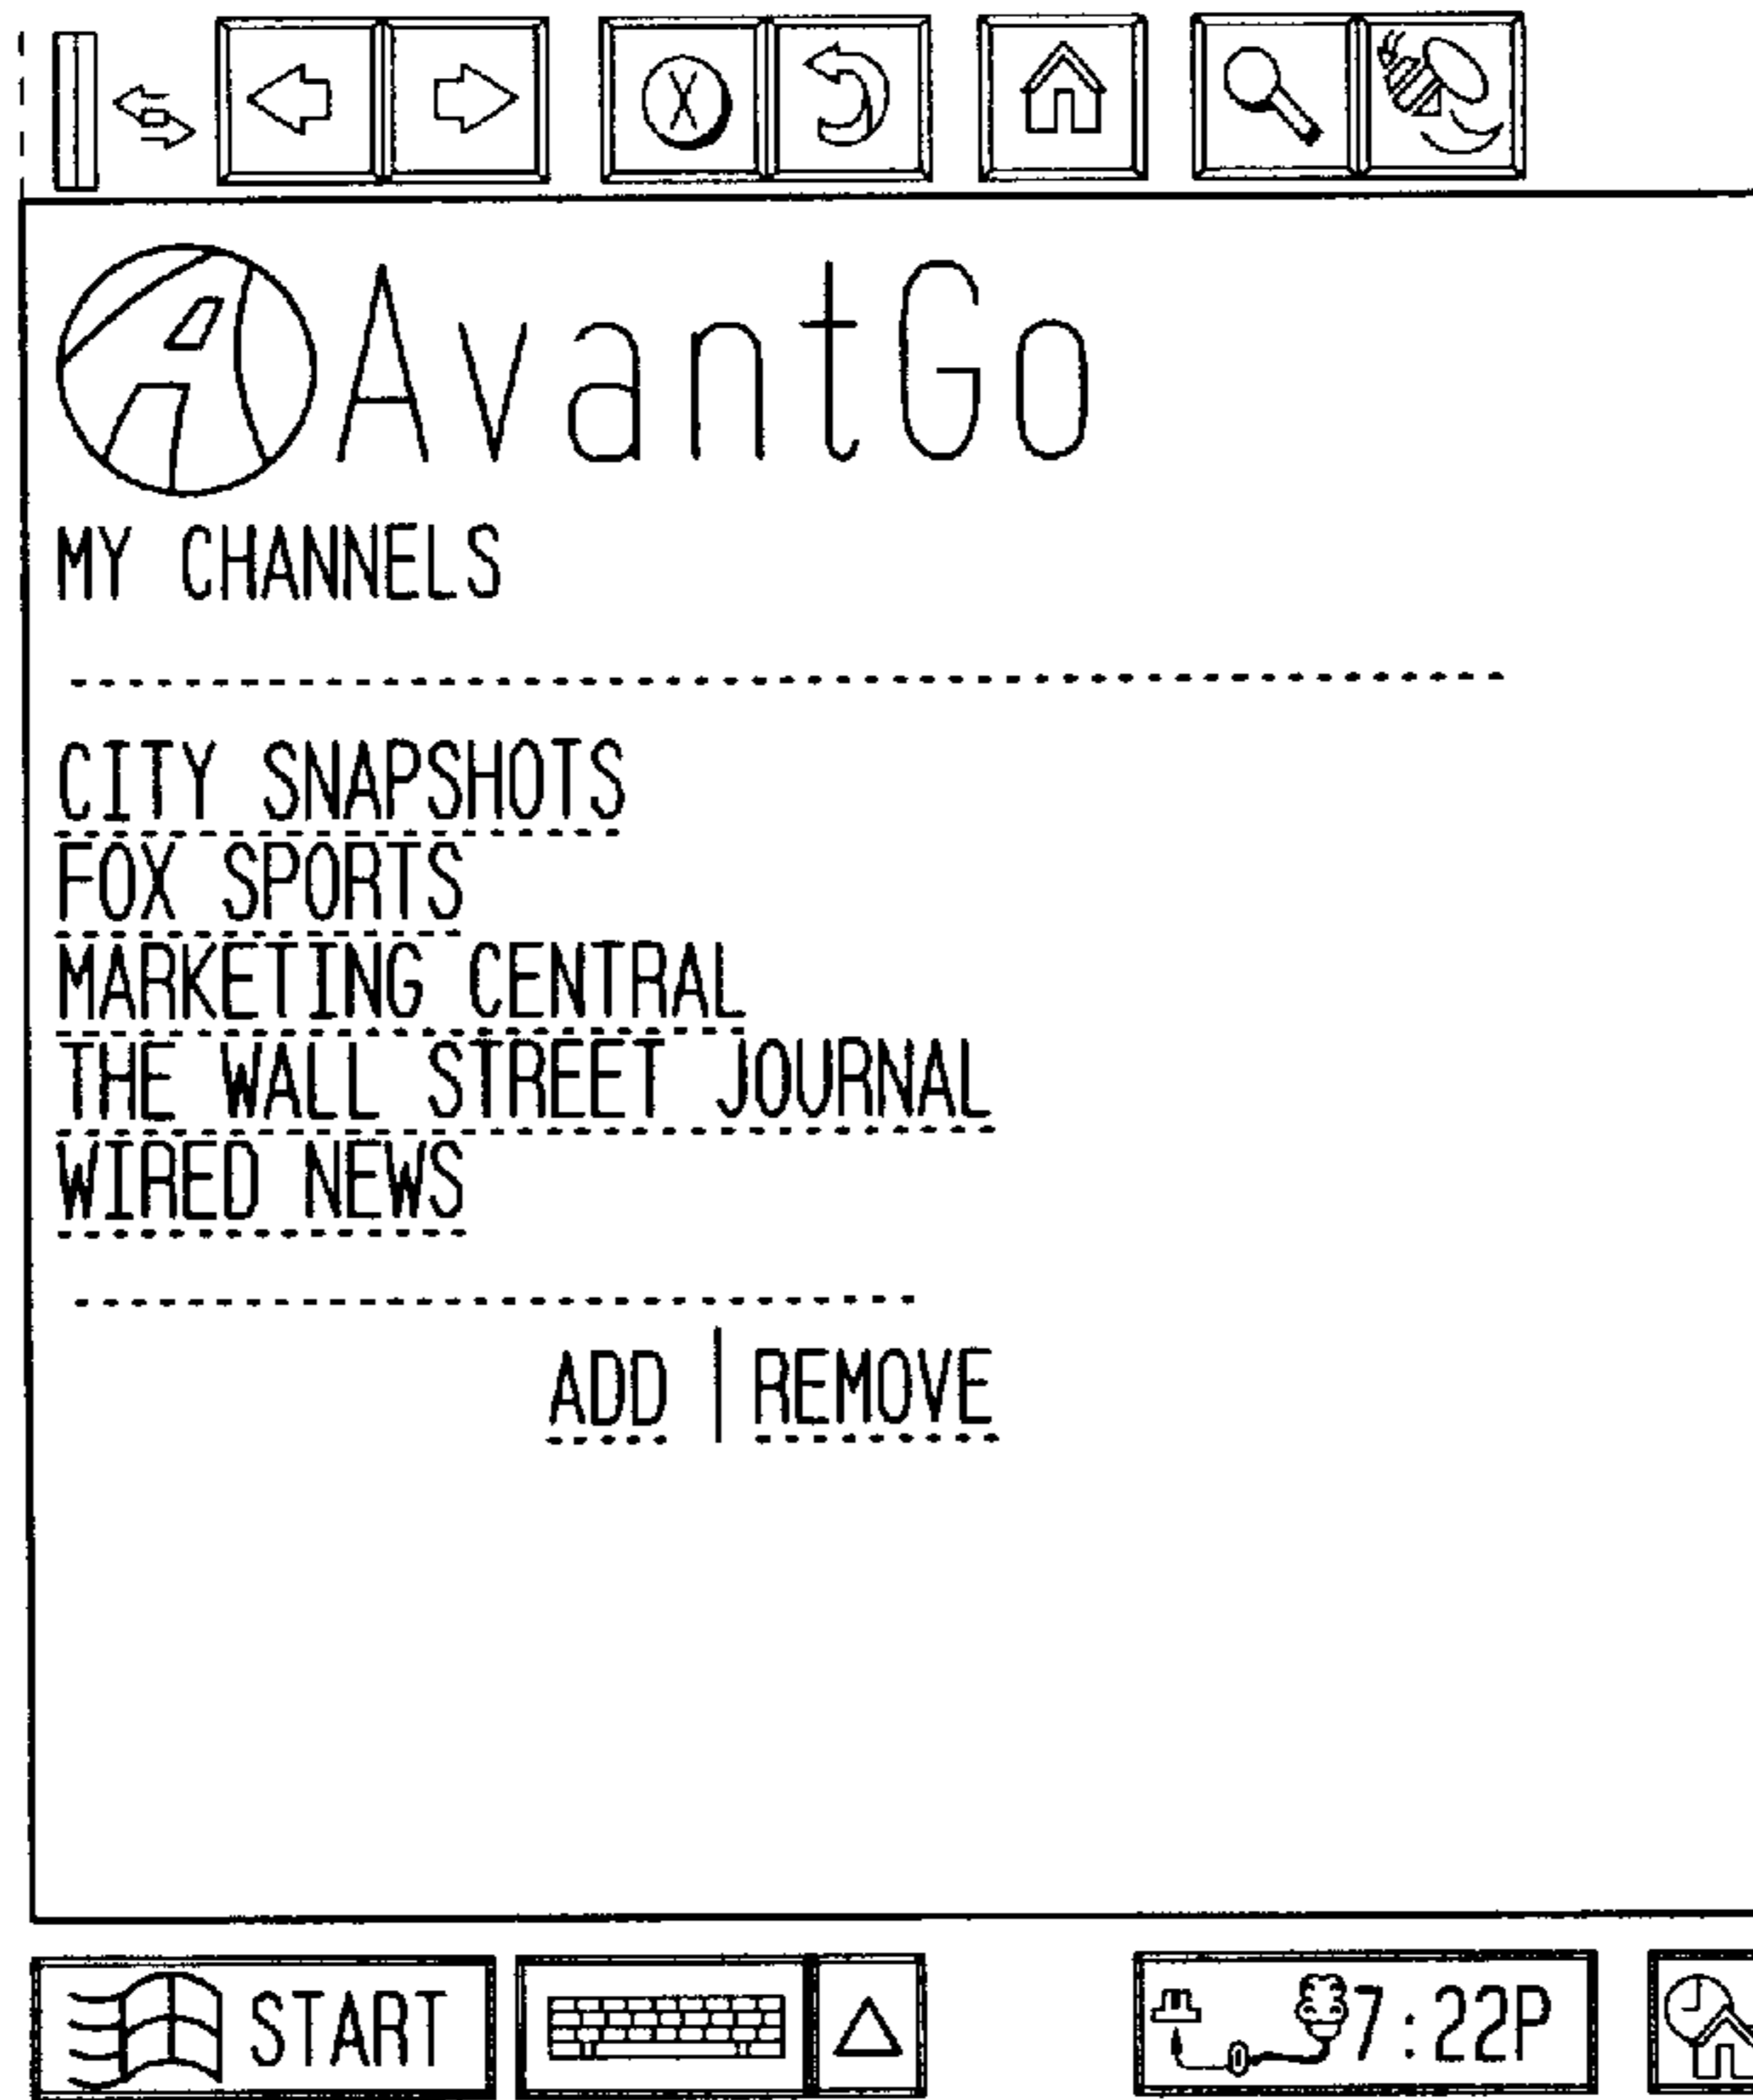 AvantGo
MY CHANNELS
CITY SNAPSHOTS
FOX SPORTS
MARKETING CENTRAL
THE WALL STREET JOURNAL
WIRED NEWS
ADD | REMOVE
START 7:22P